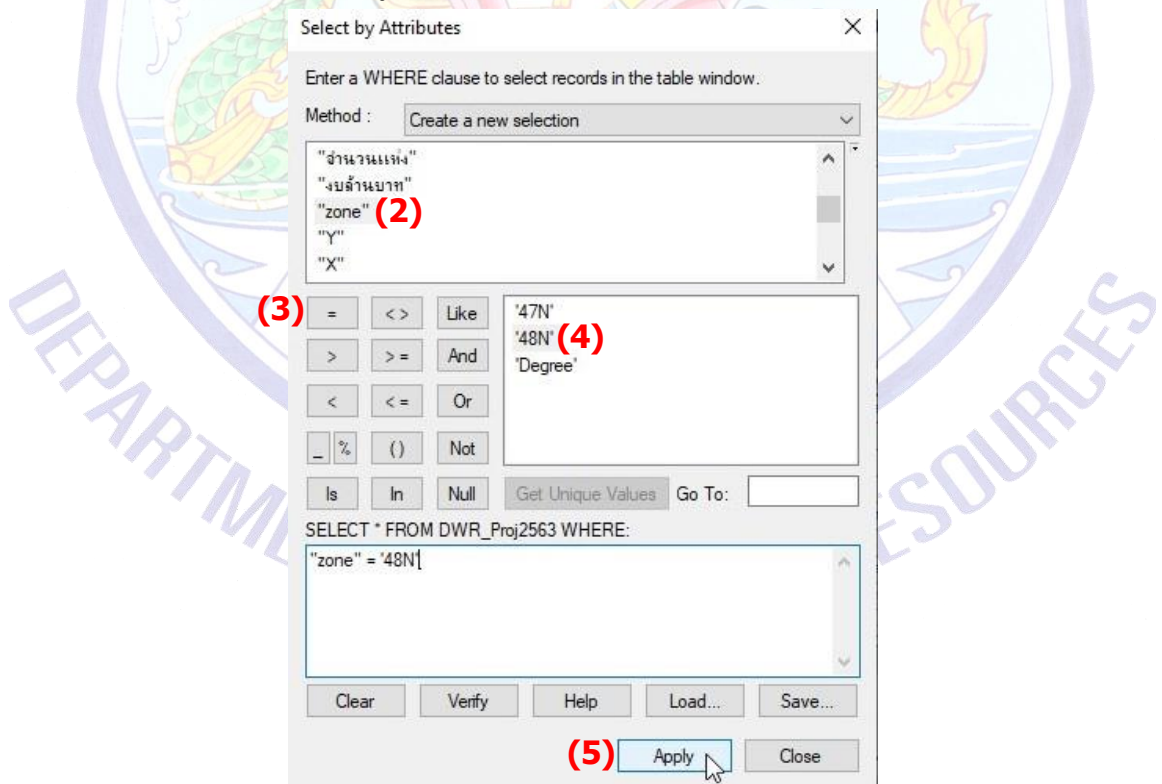 Select by Attributes
Enter a WHERE clause to select records in the table window.
Method : Create a new selection
"จำนวนแห่ง"
"งบล้านบาท"
"zone" (2)
"Y"
"X"
(3) = < > Like '47N'
> > = And '48N' (4)
< < = Or 'Degree'
_ % ( ) Not
Is In Null Get Unique Values Go To:
SELECT * FROM DWR_Proj2563 WHERE:
"zone" = '48N'
Clear Verify Help Load... Save...
(5) Apply Close